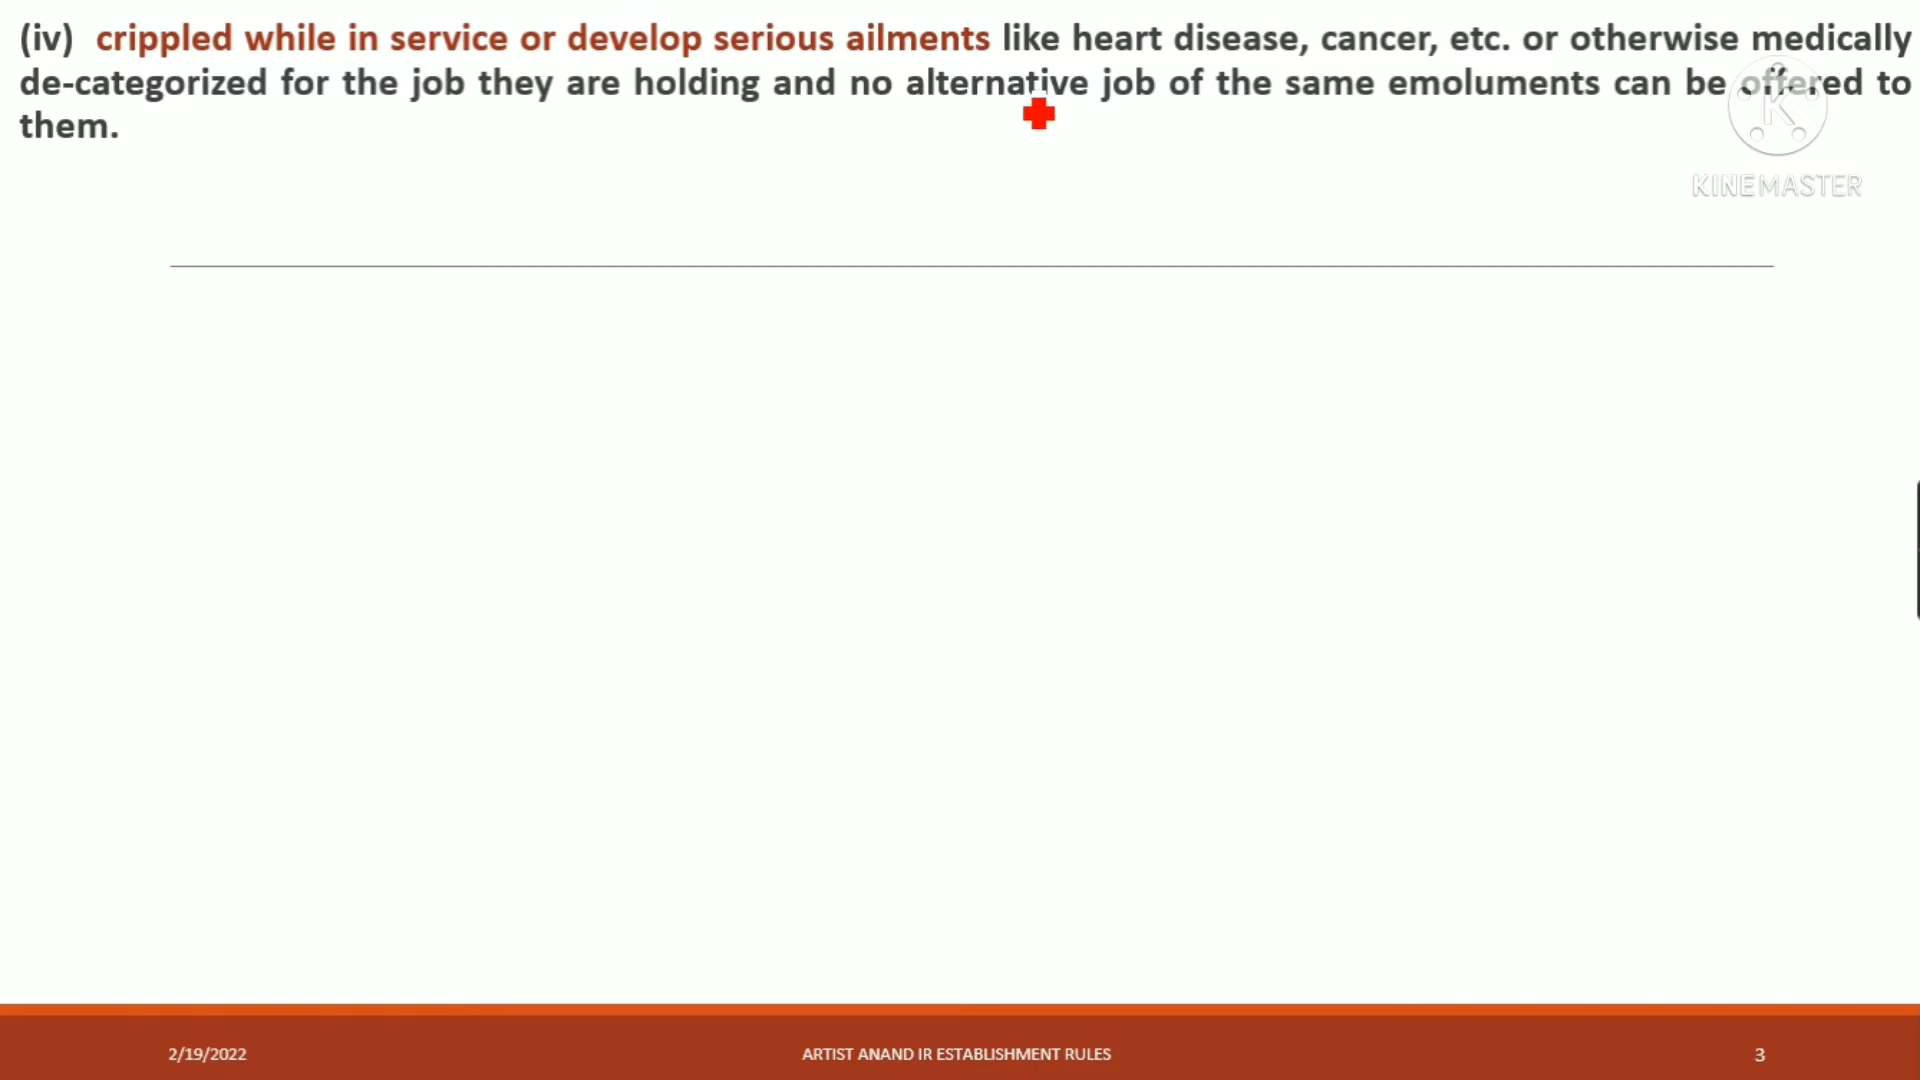 (iv) crippled while in service or develop serious ailments like heart disease, cancer, etc. or otherwise medically
de-categorized for the job they are holding and no alternative job of the same emoluments can be offered to
them.
K
KINEMASTER
2/19/2022
ARTIST ANAND IR ESTABLISHMENT RULES
3